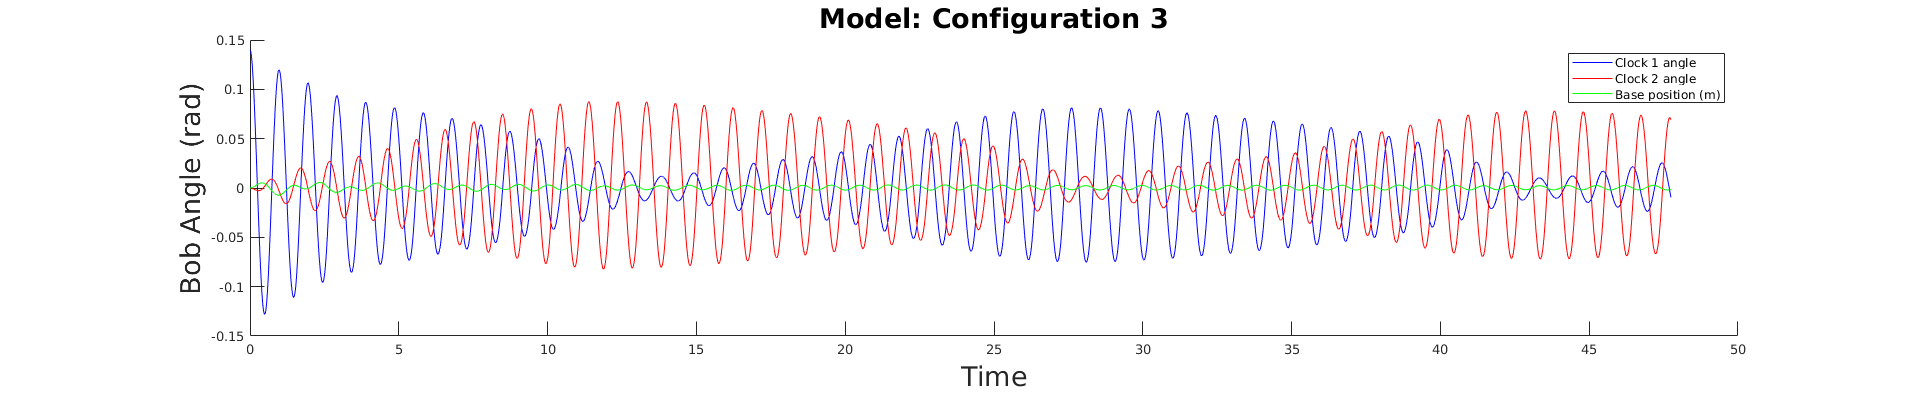 Model: Configuration 3
Bob Angle (rad)
0.15
0.1
0.05
0
-0.05
-0.1
-0.15
Clock 1 angle
Clock 2 angle
Base position (m)
0 5 10 15 20 25 30 35 40 45 50
Time